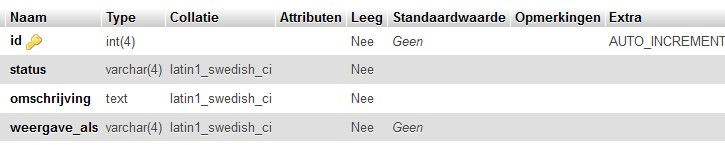 Naam Type Collatie Attributen Leeg Standaardwaarde Opmerkingen Extra
id int(4) Nee Geen AUTO_INCREMENT
status varchar(4) latin1_swedish_ci Nee
omschrijving text latin1_swedish_ci Nee
weergave_als varchar(4) latin1_swedish_ci Nee Geen